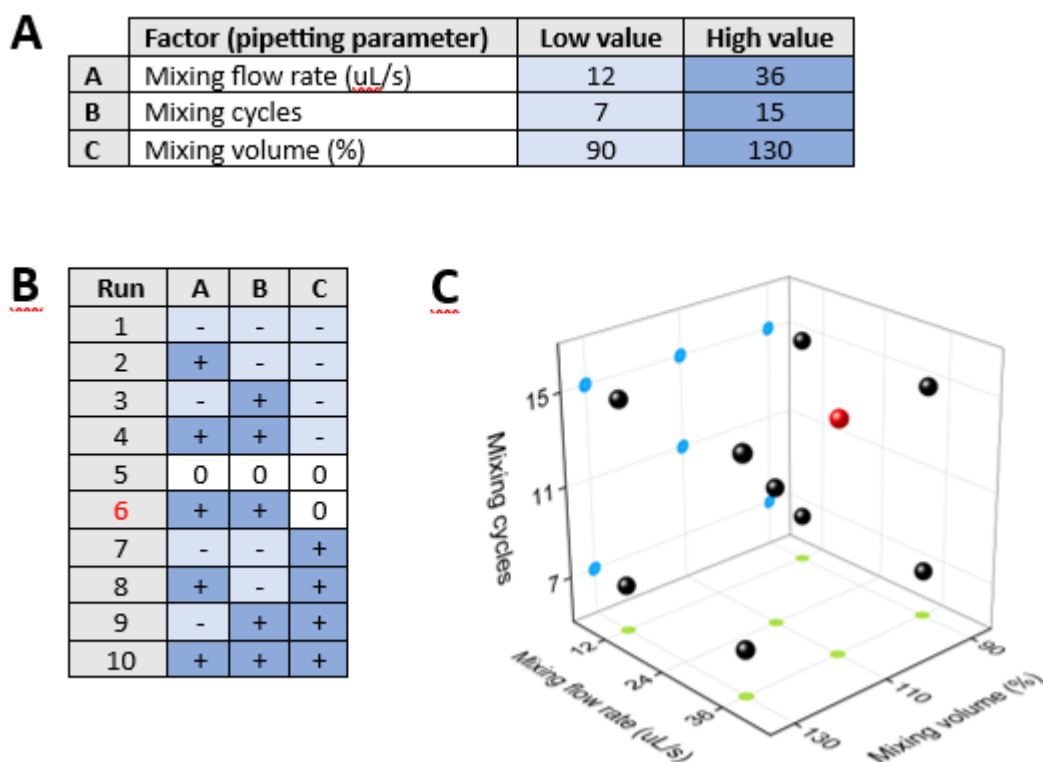 A
Factor (pipetting parameter) Low value High value
A Mixing flow rate (uL/s) 12 36
B Mixing cycles 7 15
C Mixing volume (%) 90 130
B
Run A B C
1 - - -
2 + - -
3 - + -
4 + + -
5 0 0 0
6 + + 0
7 - - +
8 + - +
9 - + +
10 + + +
C
Mixing cycles
15
11
7
12
24
36
Mixing flow rate (uL/s)
90
110
130
Mixing volume (%)